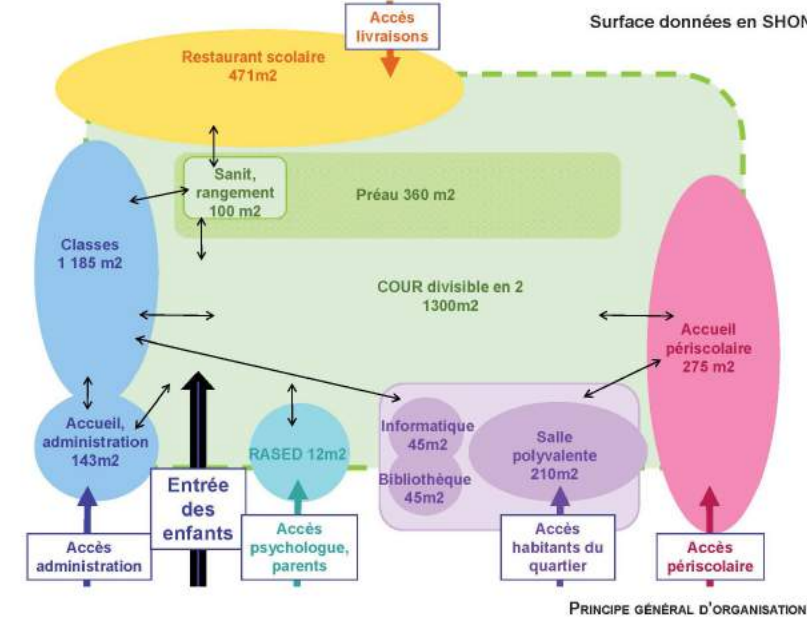 Accès
livraisons
Surface données en SHON
Restaurant scolaire
471m2
Sanit,
rangement
100 m2
Préau 360 m2
Classes
1 185 m2
COUR divisible en 2
1300m2
Accueil
périscolaire
275 m2
Accueil,
administration
143m2
RASED 12m2
Informatique
45m2
Bibliothèque
45m2
Salle
polyvalente
210m2
Entrée
des
enfants
Accès
administration
Accès
psychologue,
parents
Accès
habitants du
quartier
Accès
périscolaire
PRINCIPE GÉNÉRAL D'ORGANISATION